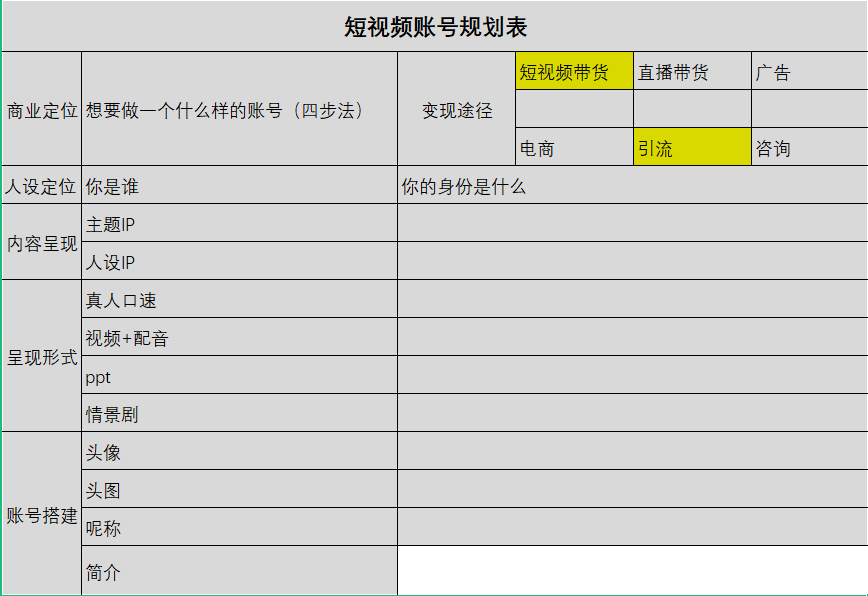 短视频账号规划表
商业定位
想要做一个什么样的账号（四步法）
变现途径
短视频带货
直播带货
广告
电商
引流
咨询
人设定位
你是谁
你的身份是什么
内容呈现
主题IP
人设IP
呈现形式
真人口速
视频+配音
ppt
情景剧
账号搭建
头像
头图
呢称
简介